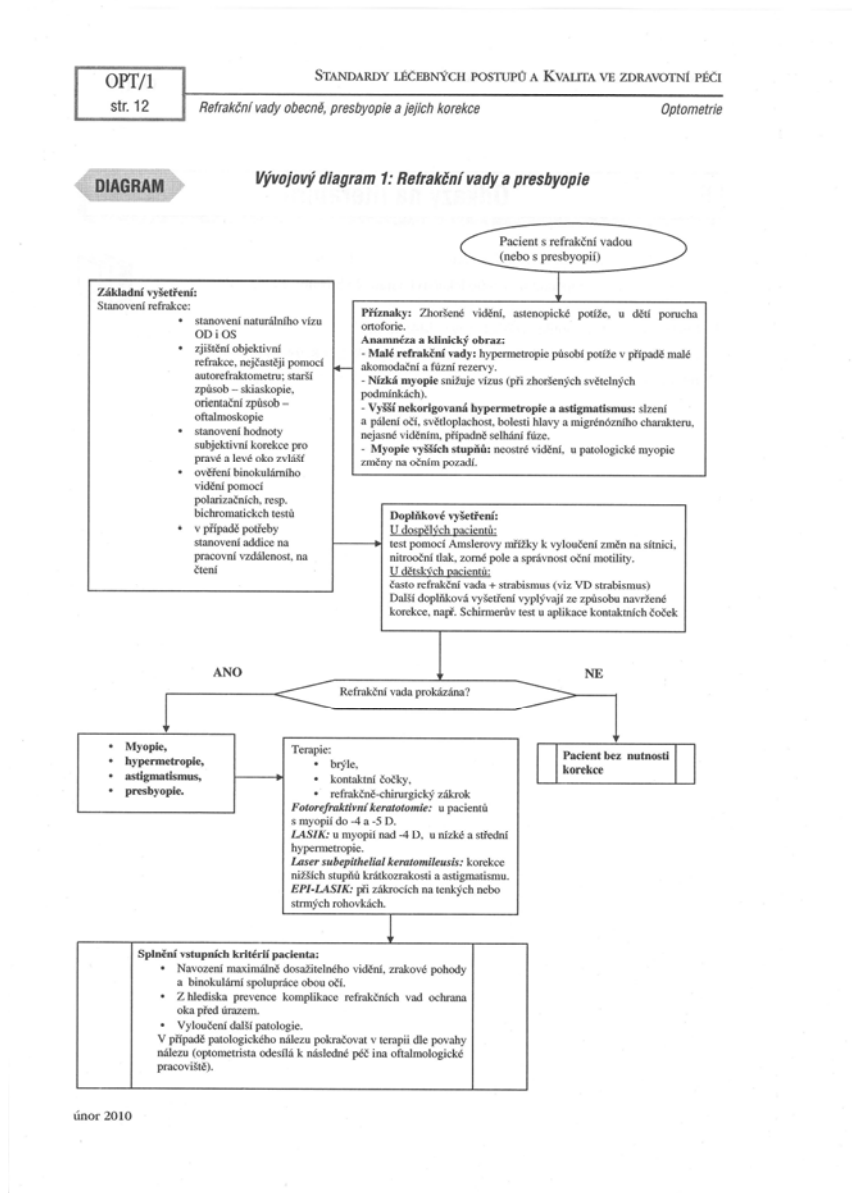 OPT/1
str. 12
STANDARDY LÉČEBNÝCH POSTUPŮ A KVALITA VE ZDRAVOTNÍ PÉČI
Refrakční vady obecně, presbyopie a jejich korekce
Optometrie
DIAGRAM
Vývojový diagram 1: Refrakční vady a presbyopie
Pacient s refrakční vadou
(nebo s presbyopií)
Příznaky: Zhoršené vidění, astenopické potíže, u dětí porucha
ortoforie.
Anamnéza a klinický obraz:
- Malé refrakční vady: hypermetropie působí potíže v případě malé
akomodační a fúzní rezervy.
- Nízká myopie snižuje vízus (při zhoršených světelných
podmínkách).
- Vyšší nekorigovaná hypermetropie a astigmatismus: slzení
a pálení očí, světloplachost, bolesti hlavy a migrénózního charakteru,
nejasné viděním, případně selhání fúze.
- Myopie vyšších stupňů: neostré vidění, u patologické myopie
změny na očním pozadí.
Základní vyšetření:
Stanovení refrakce:
• stanovení naturálního vízu
OD i OS
• zjištění objektivní
refrakce, nejčastěji pomocí
autorefraktometru; starší
způsob – skiaskopie,
orientační způsob –
oftalmoskopie
• stanovení hodnoty
subjektivní korekce pro
pravé a levé oko zvlášť
• ověření binokulárního
vidění pomocí
polarizačních, resp.
bichromatickch testů
• v případě potřeby
stanovení addice na
pracovní vzdálenost, na
čtení
Doplňkové vyšetření:
U dospělých pacientů:
test pomocí Amslerovy mřížky k vyloučení změn na sítnici,
nitrooční tlak, zorné pole a správnost oční motility.
U dětských pacientů:
často refrakční vada + strabismus (viz VD strabismus)
Další doplňková vyšetření vyplývají ze způsobu navržené
korekce, např. Schirmerův test u aplikace kontaktních čoček
ANO
NE
Refrakční vada prokázána?
• Myopie,
• hypermetropie,
• astigmatismus,
• presbyopie.
Terapie:
• brýle,
• kontaktní čočky,
• refrakčně-chirurgický zákrok
Fotorefraktivní keratotomie: u pacientů
s myopií do -4 a -5 D.
LASIK: u myopií nad -4 D, u nízké a střední
hypermetropie.
Laser subepithelial keratomileusis: korekce
nižších stupňů krátkozrakosti a astigmatismu.
EPI-LASIK: při zákrocích na tenkých nebo
strmých rohovkách.
Pacient bez nutnosti
korekce
Splnění vstupních kritérií pacienta:
• Navození maximálně dosažitelného vidění, zrakové pohody
a binokulární spolupráce obou očí.
• Z hlediska prevence komplikace refrakčních vad ochrana
oka před úrazem.
• Vyloučení další patologie.
V případě patologického nálezu pokračovat v terapii dle povahy
nálezu (optometrista odesílá k následné péč ina oftalmologické
pracoviště).
únor 2010